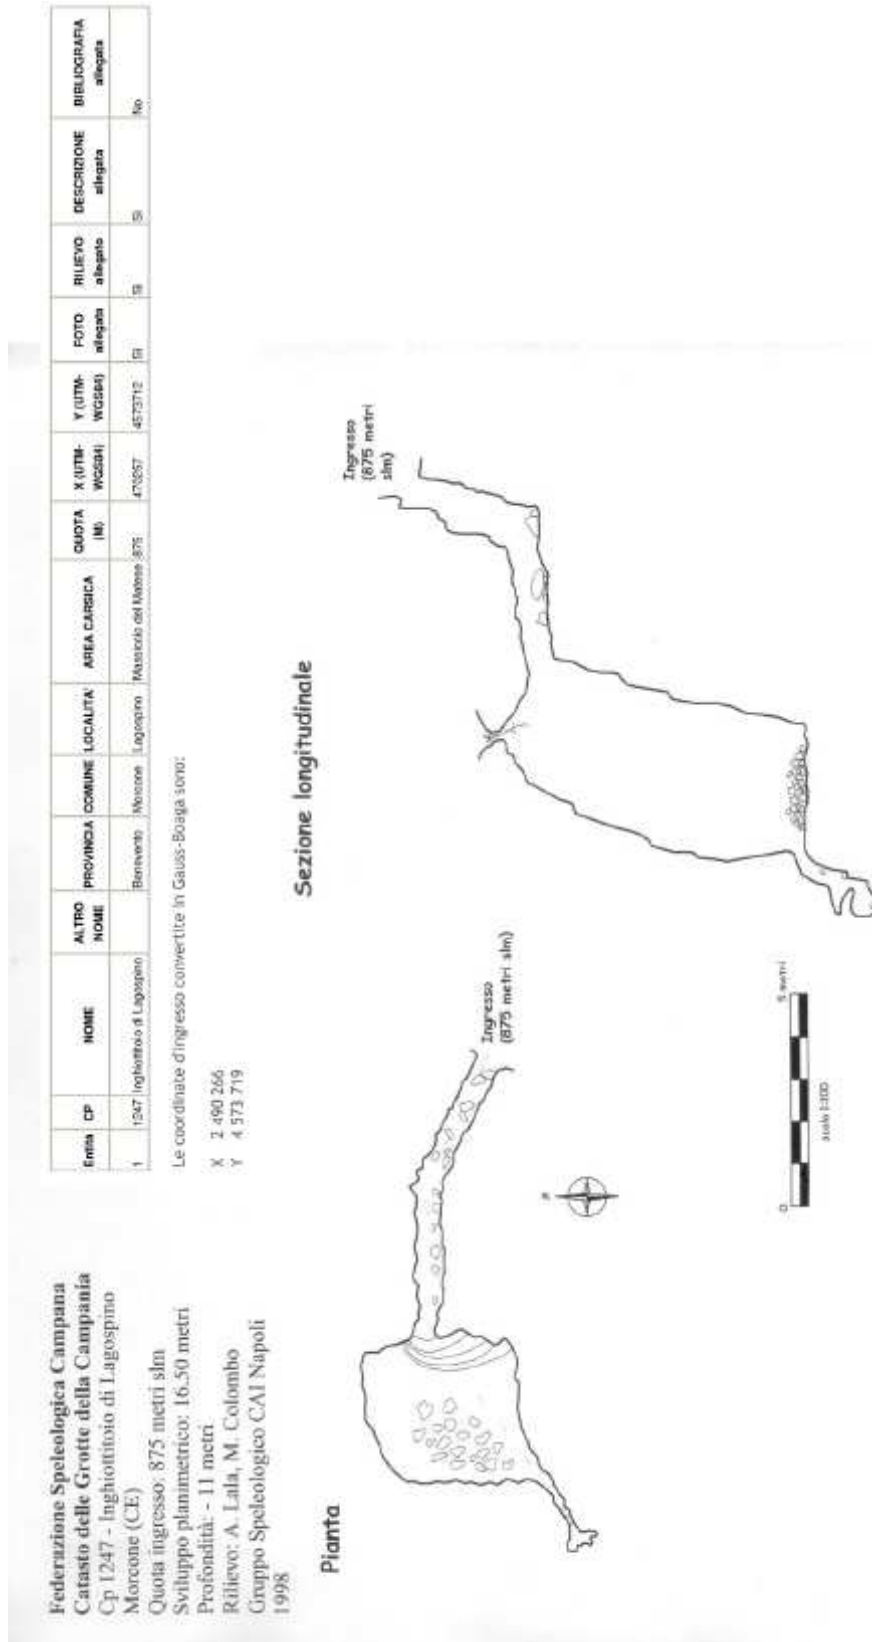 Federazione Speleologica Campana
Catasto delle Grotte della Campania
Cp 1247 - Inghiottitoio di Lagospino
Morcone (CE)
Quota ingresso: 875 metri slm
Sviluppo planimetrico: 16.50 metri
Profondità: - 11 metri
Rilievo: A. Lala, M. Colombo
Gruppo Speleologico CAI Napoli
1998
Entità CP NOME ALTRO NOME PROVINCIA COMUNE LOCALITA' AREA CARSICA QUOTA (M) X (UTM-WGS84) Y (UTM-WGS84) FOTO allegata RILIEVO allegato DESCRIZIONE allegata BIBLIOGRAFIA allegata
1 1247 Inghiottitoio di Lagospino Benevento Morcone Lagospino Massiccio del Matese 875 470257 4573712 Si Si Si No
Le coordinate d'ingresso convertite in Gauss-Boaga sono:
X 2 490 266
Y 4 573 719
Pianta
Ingresso
(875 metri slm)
N
Sezione longitudinale
Ingresso
(875 metri
slm)
0 5 metri
scala 1:100